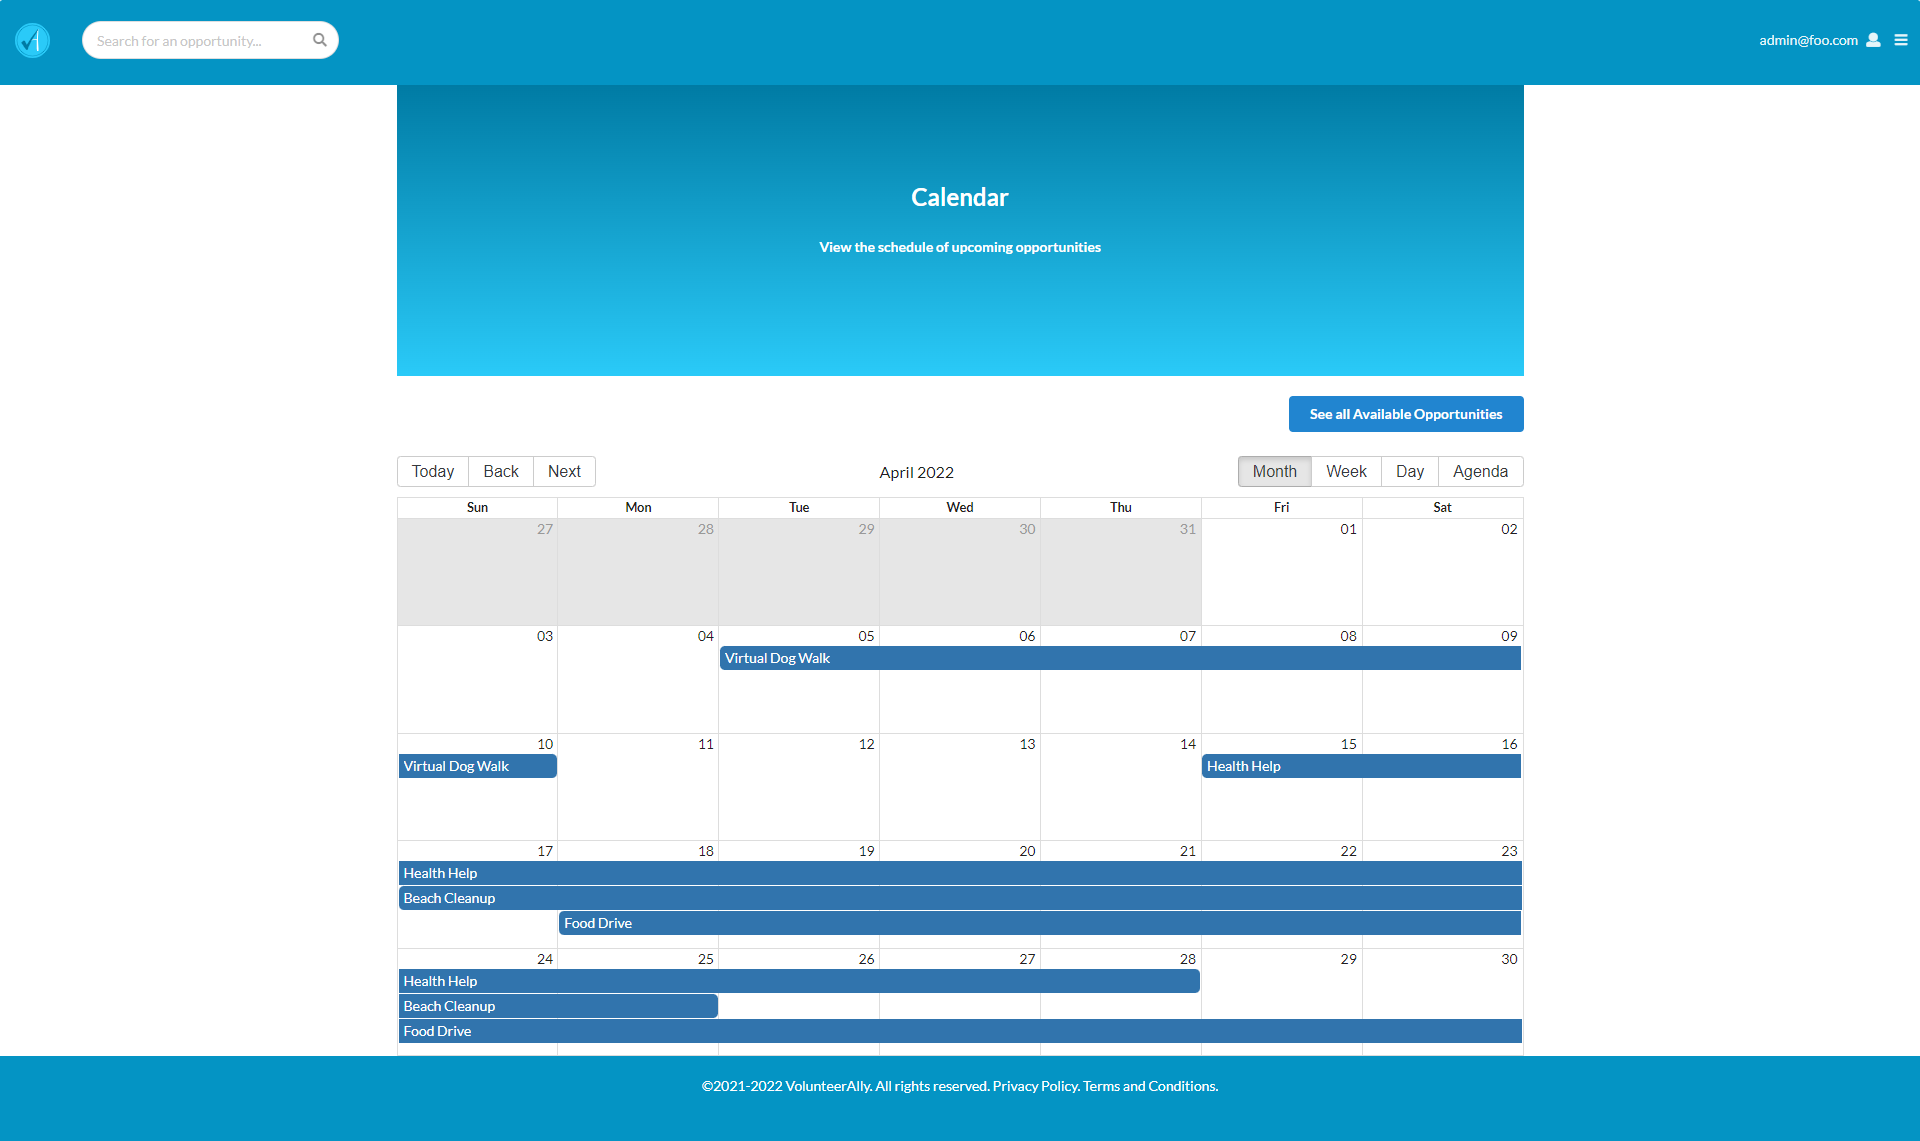 Search for an opportunity...
admin@foo.com
Calendar
View the schedule of upcoming opportunities
See all Available Opportunities
Today Back Next
April 2022
Month Week Day Agenda
Sun Mon Tue Wed Thu Fri Sat
27 28 29 30 31 01 02
03 04 05 06 07 08 09
Virtual Dog Walk
10 11 12 13 14 15 16
Virtual Dog Walk Health Help
17 18 19 20 21 22 23
Health Help
Beach Cleanup
Food Drive
24 25 26 27 28 29 30
Health Help
Beach Cleanup
Food Drive
©2021-2022 VolunteerAlly. All rights reserved. Privacy Policy. Terms and Conditions.